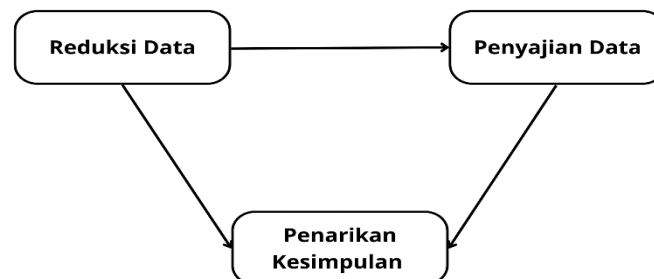 Reduksi Data
Penyajian Data
Penarikan
Kesimpulan